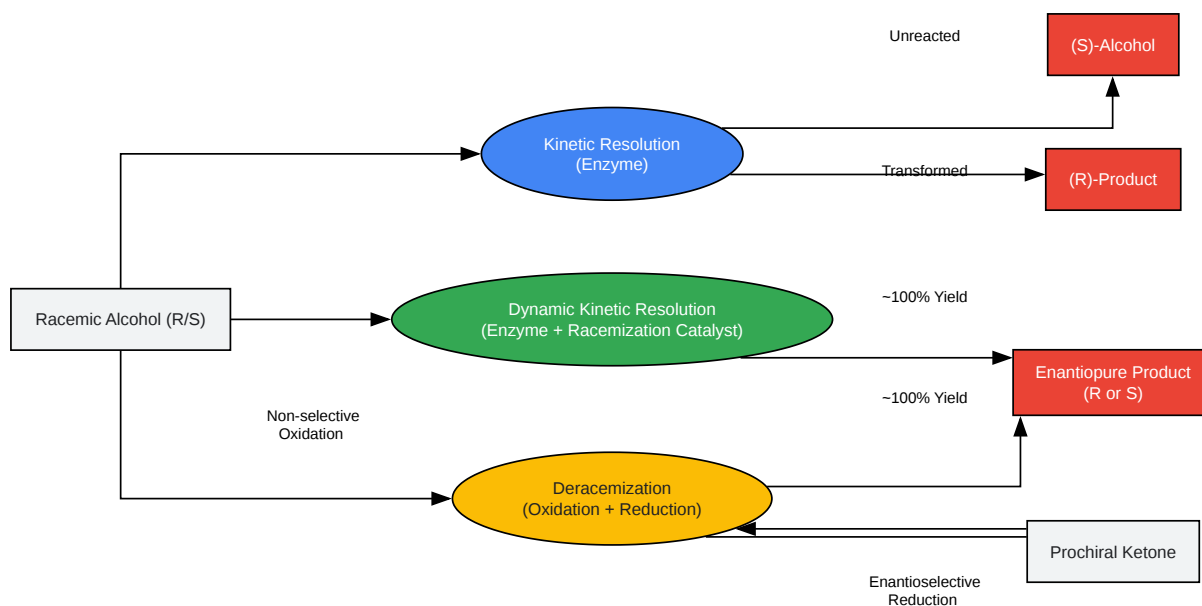 Unreacted
(S)-Alcohol
Kinetic Resolution
(Enzyme)
Transformed
(R)-Product
Racemic Alcohol (R/S)
Dynamic Kinetic Resolution
(Enzyme + Racemization Catalyst)
~100% Yield
Enantiopure Product
(R or S)
~100% Yield
Non-selective
Oxidation
Deracemization
(Oxidation + Reduction)
Prochiral Ketone
Enantioselective
Reduction